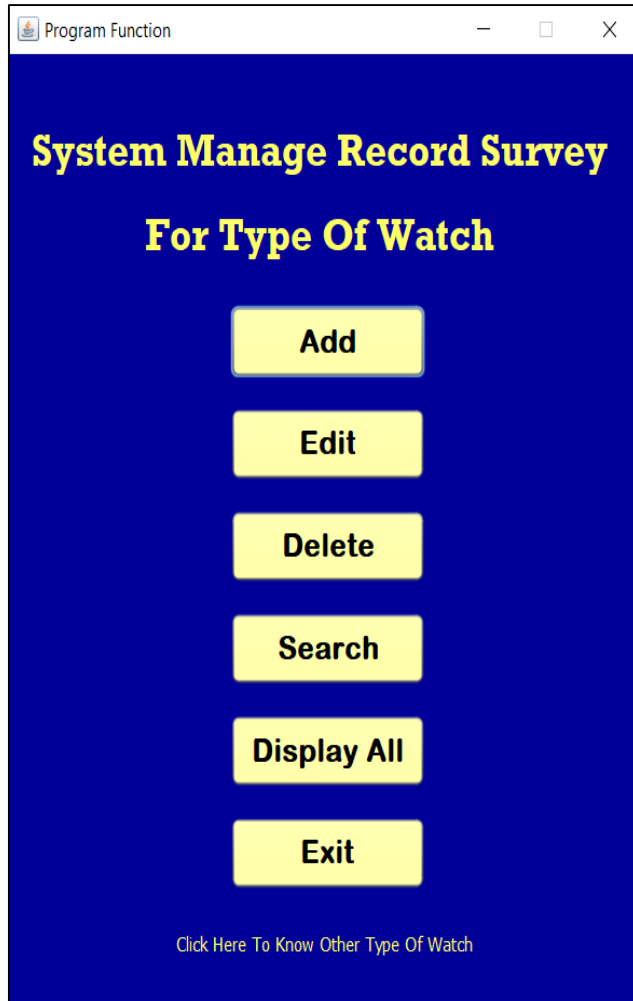 Program Function
System Manage Record Survey
For Type Of Watch
Add
Edit
Delete
Search
Display All
Exit
Click Here To Know Other Type Of Watch